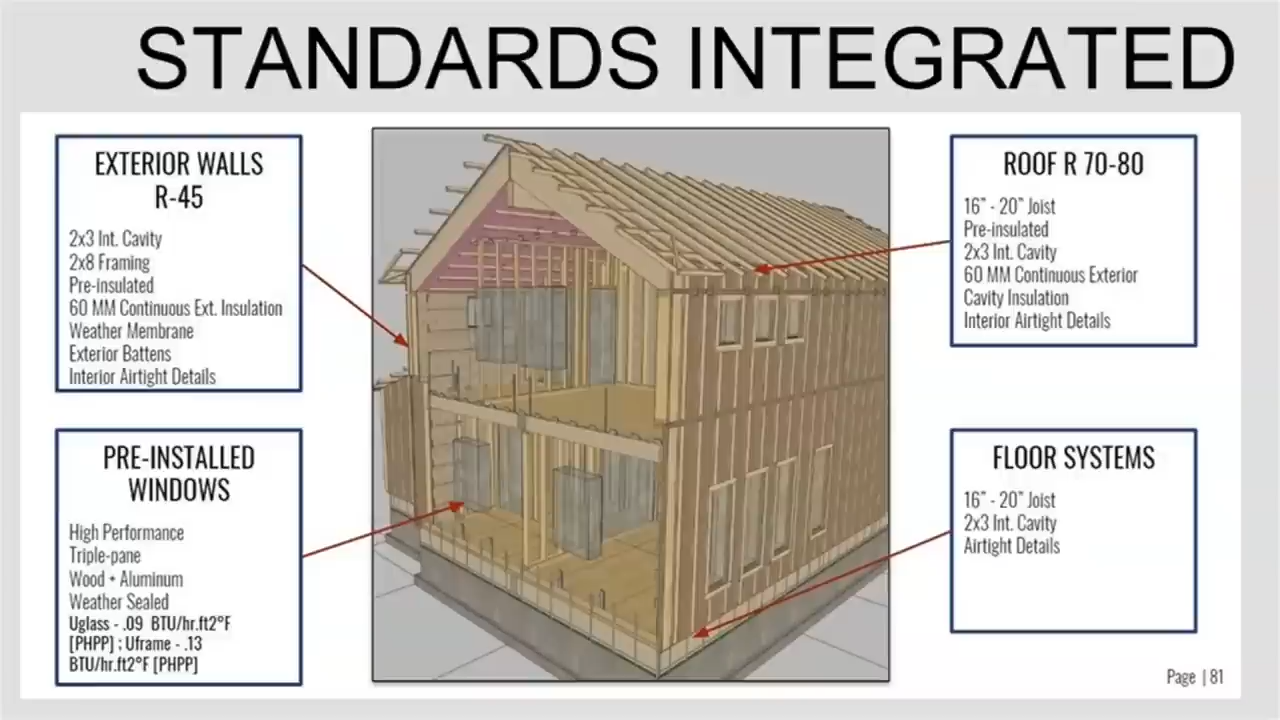 STANDARDS INTEGRATED
EXTERIOR WALLS
R-45
2x3 Int. Cavity
2x8 Framing
Pre-insulated
60 MM Continuous Ext. Insulation
Weather Membrane
Exterior Battens
Interior Airtight Details
PRE-INSTALLED
WINDOWS
High Performance
Triple-pane
Wood + Aluminum
Weather Sealed
Uglass - .09 BTU/hr.ft2°F
[PHPP] ; Uframe - .13
BTU/hr.ft2°F [PHPP]
ROOF R 70-80
16" - 20" Joist
Pre-insulated
2x3 Int. Cavity
60 MM Continuous Exterior
Cavity Insulation
Interior Airtight Details
FLOOR SYSTEMS
16" - 20" Joist
2x3 Int. Cavity
Airtight Details
Page | 81